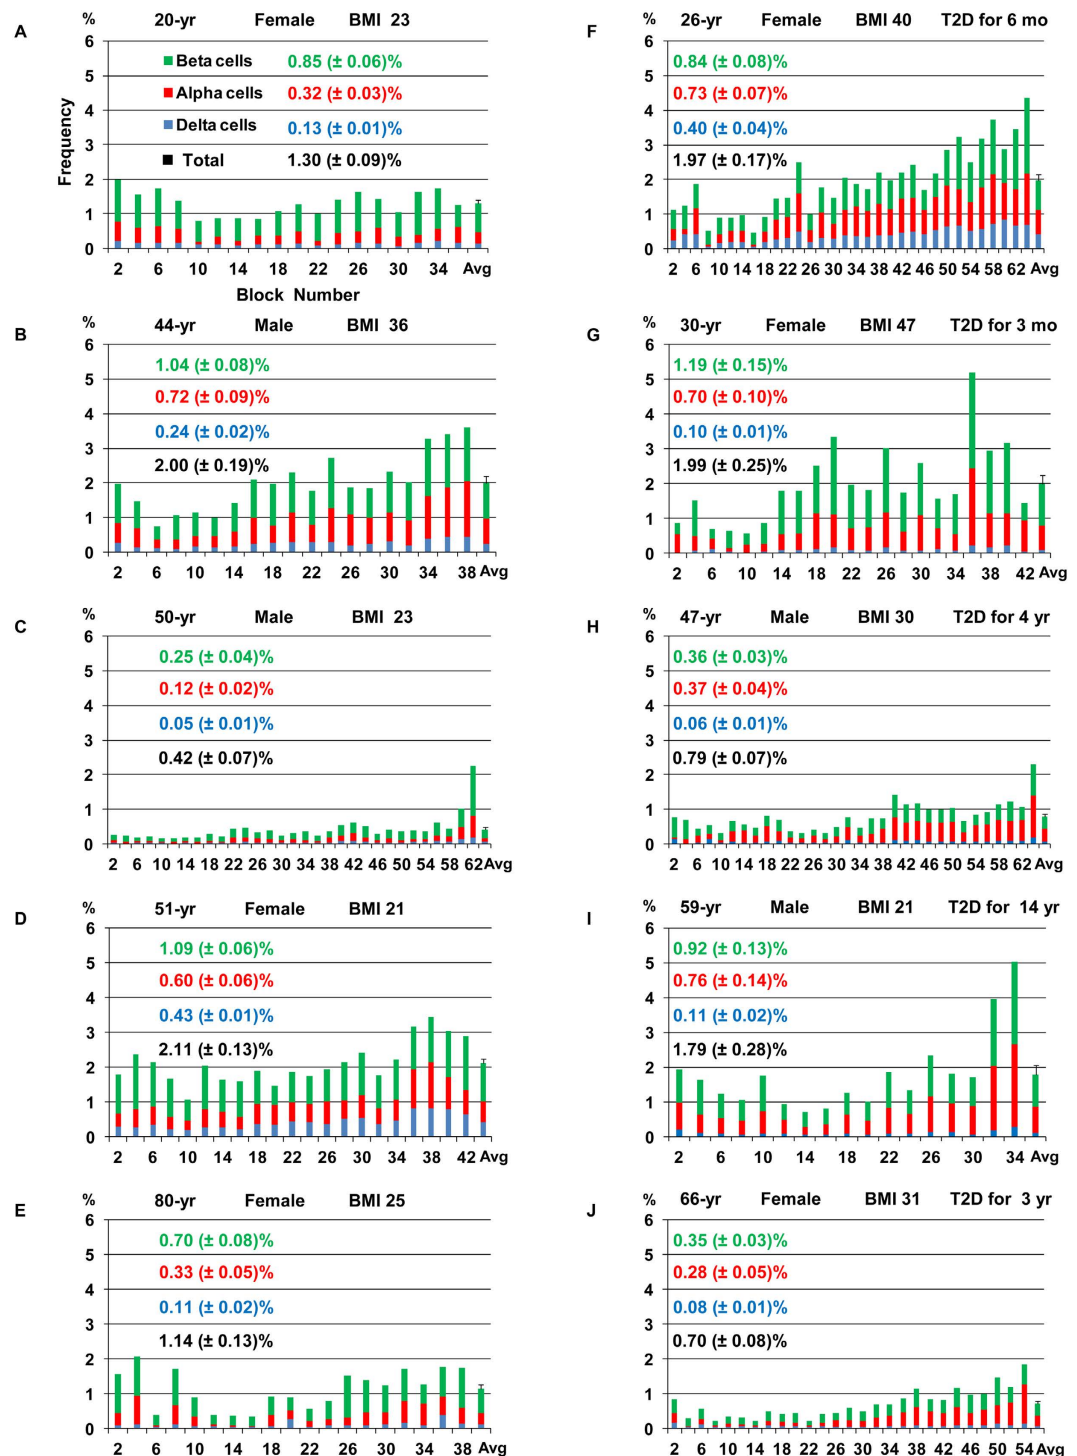 A
% 20-yr Female BMI 23
6
5
4
3
2
1
0
Frequency
Beta cells 0.85 (± 0.06)%
Alpha cells 0.32 (± 0.03)%
Delta cells 0.13 (± 0.01)%
Total 1.30 (± 0.09)%
2 6 10 14 18 22 26 30 34 Avg
Block Number
B
% 44-yr Male BMI 36
6
5
4
3
2
1
0
1.04 (± 0.08)%
0.72 (± 0.09)%
0.24 (± 0.02)%
2.00 (± 0.19)%
2 6 10 14 18 22 26 30 34 38 Avg
C
% 50-yr Male BMI 23
6
5
4
3
2
1
0
0.25 (± 0.04)%
0.12 (± 0.02)%
0.05 (± 0.01)%
0.42 (± 0.07)%
2 6 10 14 18 22 26 30 34 38 42 46 50 54 58 62 Avg
D
% 51-yr Female BMI 21
6
5
4
3
2
1
0
1.09 (± 0.06)%
0.60 (± 0.06)%
0.43 (± 0.01)%
2.11 (± 0.13)%
2 6 10 14 18 22 26 30 34 38 42 Avg
E
% 80-yr Female BMI 25
6
5
4
3
2
1
0
0.70 (± 0.08)%
0.33 (± 0.05)%
0.11 (± 0.02)%
1.14 (± 0.13)%
2 6 10 14 18 22 26 30 34 38 Avg
F
% 26-yr Female BMI 40 T2D for 6 mo
6
5
4
3
2
1
0
0.84 (± 0.08)%
0.73 (± 0.07)%
0.40 (± 0.04)%
1.97 (± 0.17)%
2 6 10 14 18 22 26 30 34 38 42 46 50 54 58 62 Avg
G
% 30-yr Female BMI 47 T2D for 3 mo
6
5
4
3
2
1
0
1.19 (± 0.15)%
0.70 (± 0.10)%
0.10 (± 0.01)%
1.99 (± 0.25)%
2 6 10 14 18 22 26 30 34 38 42 Avg
H
% 47-yr Male BMI 30 T2D for 4 yr
6
5
4
3
2
1
0
0.36 (± 0.03)%
0.37 (± 0.04)%
0.06 (± 0.01)%
0.79 (± 0.07)%
2 6 10 14 18 22 26 30 34 38 42 46 50 54 58 62 Avg
I
% 59-yr Male BMI 21 T2D for 14 yr
6
5
4
3
2
1
0
0.92 (± 0.13)%
0.76 (± 0.14)%
0.11 (± 0.02)%
1.79 (± 0.28)%
2 6 10 14 18 22 26 30 34 Avg
J
% 66-yr Female BMI 31 T2D for 3 yr
6
5
4
3
2
1
0
0.35 (± 0.03)%
0.28 (± 0.05)%
0.08 (± 0.01)%
0.70 (± 0.08)%
2 6 10 14 18 22 26 30 34 38 42 46 50 54 Avg